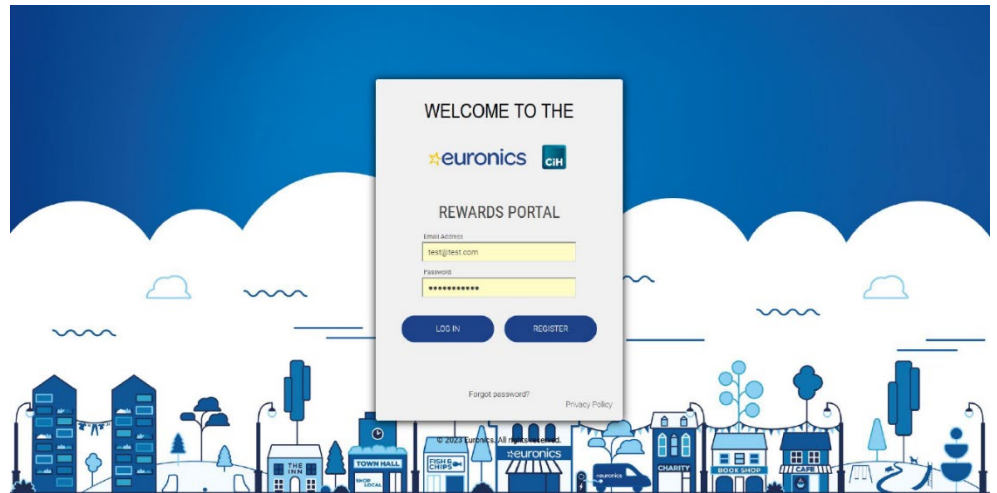 WELCOME TO THE
euronics CiH
REWARDS PORTAL
Email Address
test@test.com
Password
•••••••••••
LOG IN REGISTER
Forgot password?
Privacy Policy
© 2023 Euronics. All rights reserved.
THE INN
TOWN HALL
SHOP LOCAL
FISH & CHIPS
euronics
euronics
CHARITY
BOOK SHOP
CAFE